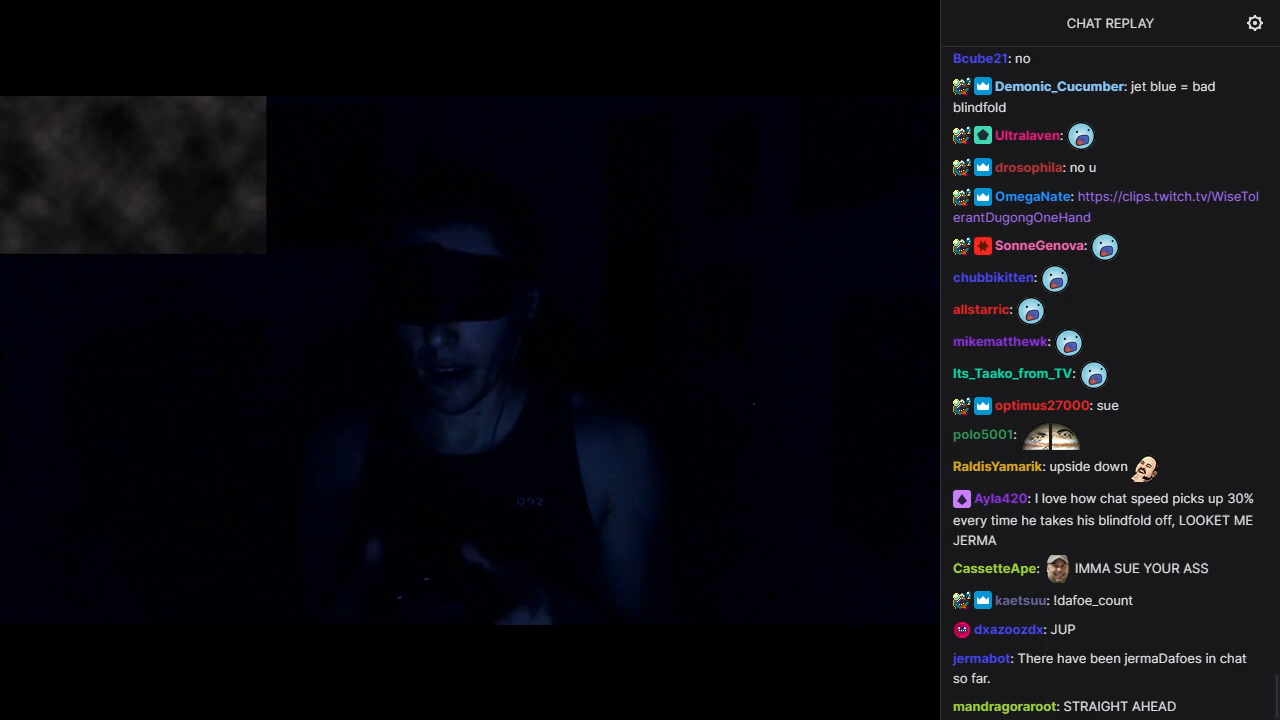 CHAT REPLAY
Bcube21: no
Demonic_Cucumber: jet blue = bad
blindfold
Ultralaven:
drosophila: no u
OmegaNate: https://clips.twitch.tv/WiseTol
erantDugongOneHand
SonneGenova:
chubbikitten:
allstarric:
mikematthewk:
Its_Taako_from_TV:
optimus27000: sue
polo5001:
RaldisYamarik: upside down
Ayla420: I love how chat speed picks up 30%
every time he takes his blindfold off, LOOKET ME
JERMA
CassetteApe: IMMA SUE YOUR ASS
kaetsuu: !dafoe_count
dxazoozdx: JUP
jermabot: There have been jermaDafoes in chat
so far.
mandragoraroot: STRAIGHT AHEAD
092